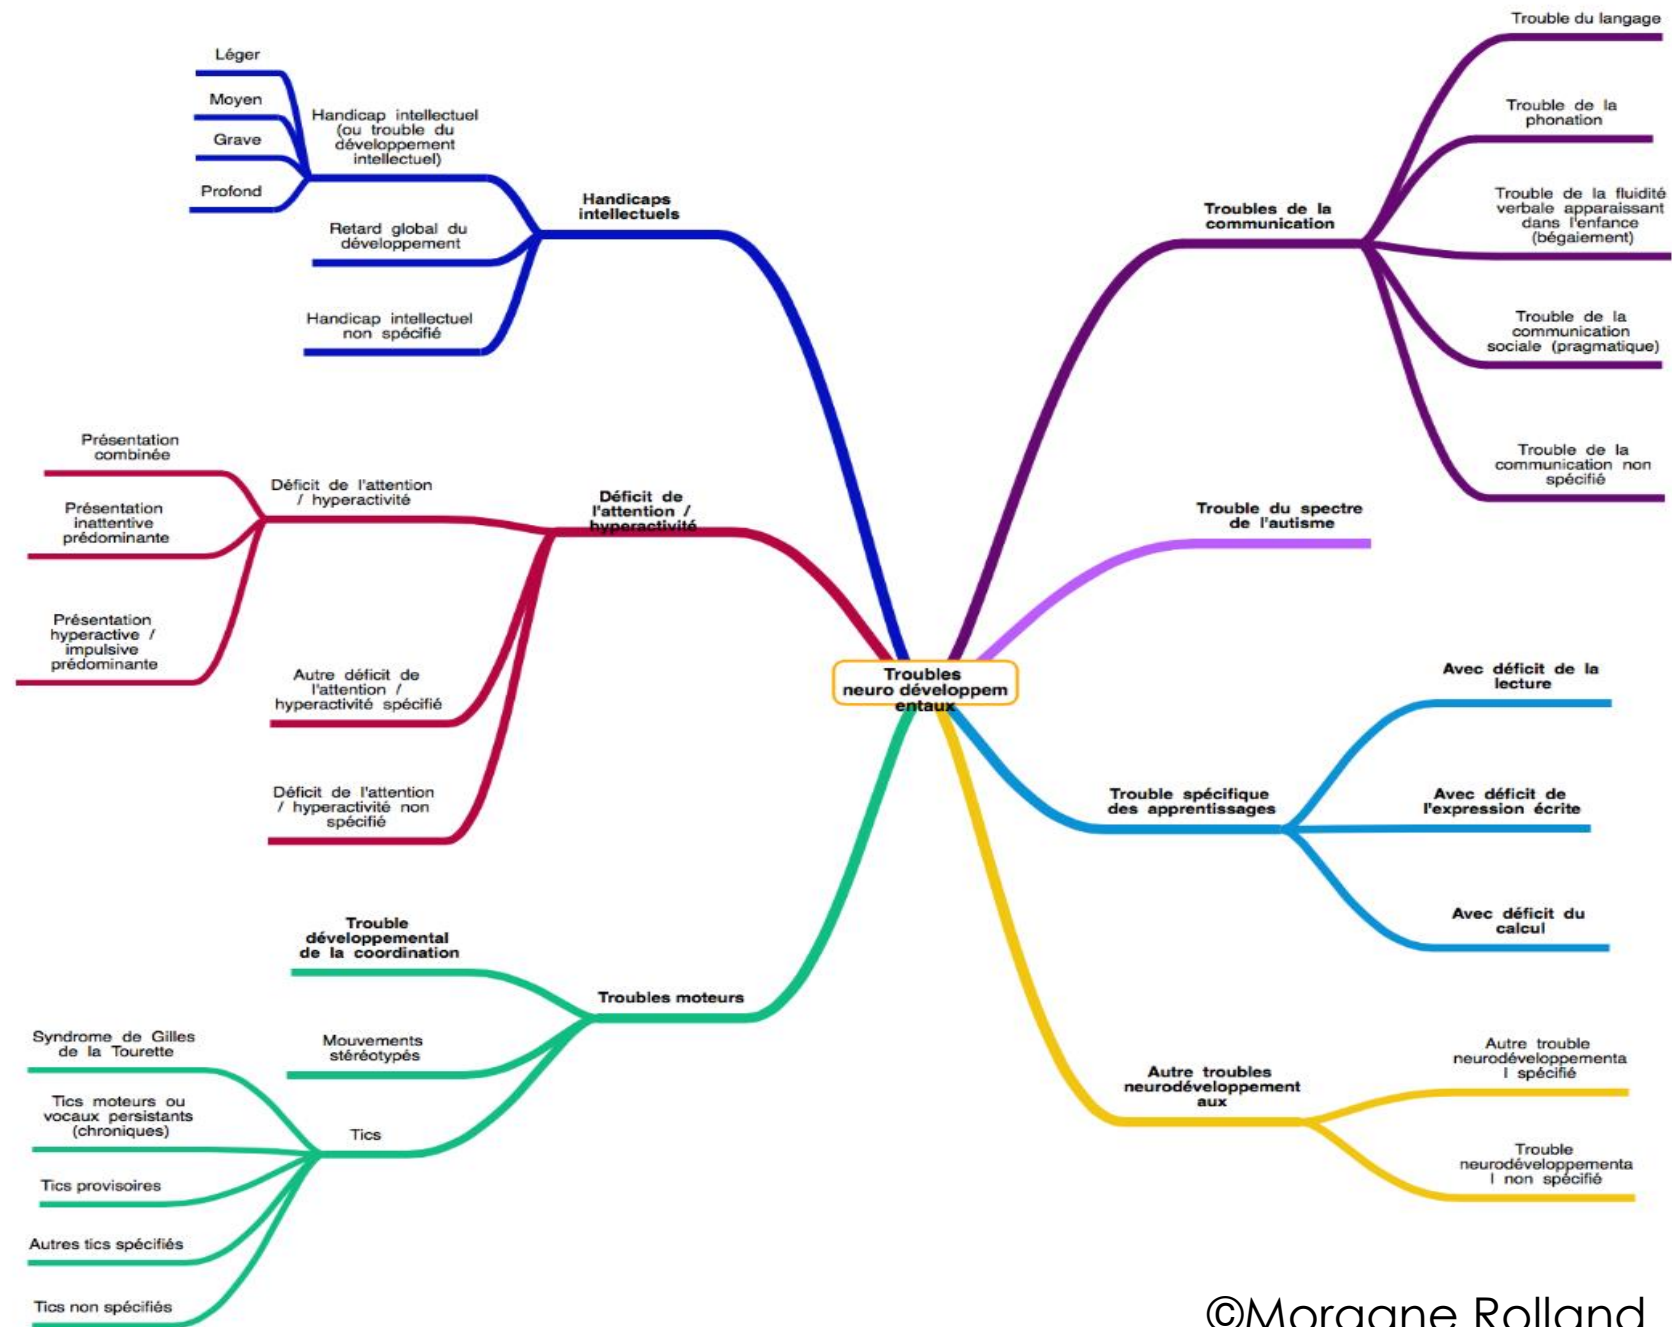 Troubles
neuro développem
entaux
Handicaps
intellectuels
Handicap intellectuel
(ou trouble du
développement
intellectuel)
Léger
Moyen
Grave
Profond
Retard global du
développement
Handicap intellectuel
non spécifié
Déficit de
l'attention /
hyperactivité
Déficit de l'attention
/ hyperactivité
Présentation
combinée
Présentation
inattentive
prédominante
Présentation
hyperactive /
impulsive
prédominante
Autre déficit de
l'attention /
hyperactivité spécifié
Déficit de l'attention
/ hyperactivité non
spécifié
Troubles moteurs
Trouble
développemental
de la coordination
Mouvements
stéréotypés
Tics
Syndrome de Gilles
de la Tourette
Tics moteurs ou
vocaux persistants
(chroniques)
Tics provisoires
Autres tics spécifiés
Tics non spécifiés
Troubles de la
communication
Trouble du langage
Trouble de la
phonation
Trouble de la fluidité
verbale apparaissant
dans l'enfance
(bégaiement)
Trouble de la
communication
sociale (pragmatique)
Trouble de la
communication non
spécifié
Trouble du spectre
de l'autisme
Trouble spécifique
des apprentissages
Avec déficit de la
lecture
Avec déficit de
l'expression écrite
Avec déficit du
calcul
Autre troubles
neurodéveloppement
aux
Autre trouble
neurodéveloppementa
l spécifié
Trouble
neurodéveloppementa
l non spécifié
©Morgane Rolland